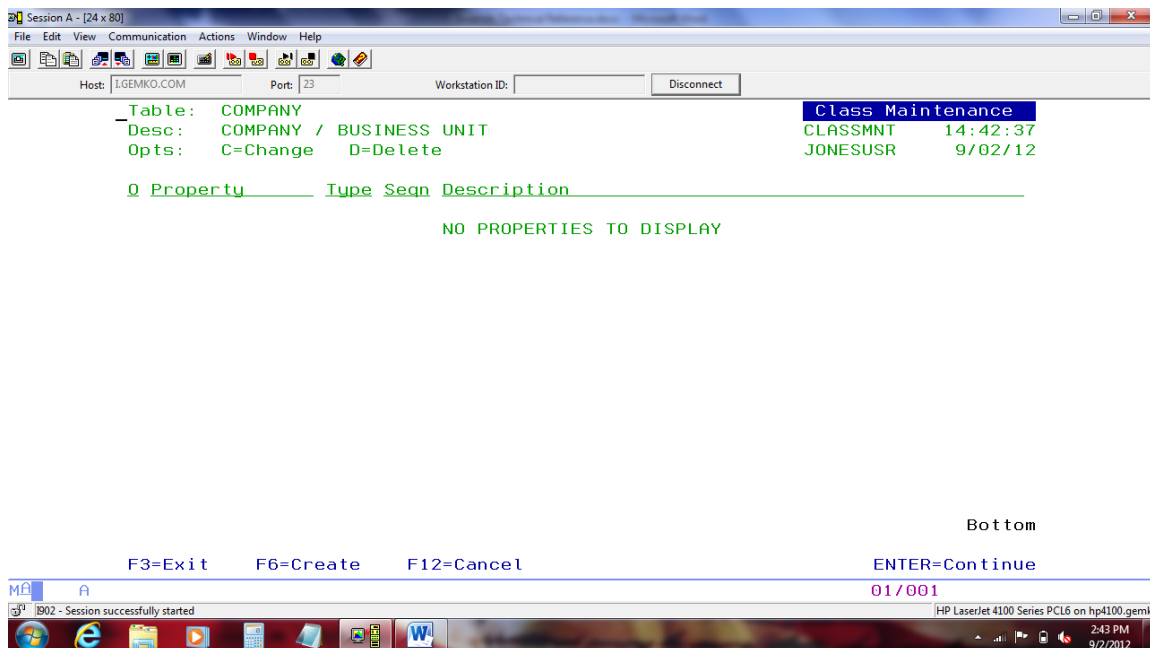 Session A - [24 x 80]
File Edit View Communication Actions Window Help
Host: I.GEMKO.COM Port: 23 Workstation ID: Disconnect
Table: COMPANY Class Maintenance
Desc: COMPANY / BUSINESS UNIT CLASSMNT 14:42:37
Opts: C=Change D=Delete JONESUSR 9/02/12
O Property Type Seqn Description
NO PROPERTIES TO DISPLAY
Bottom
F3=Exit F6=Create F12=Cancel ENTER=Continue
MA A 01/001
I902 - Session successfully started HP LaserJet 4100 Series PCL6 on hp4100.gemk
2:43 PM
9/2/2012